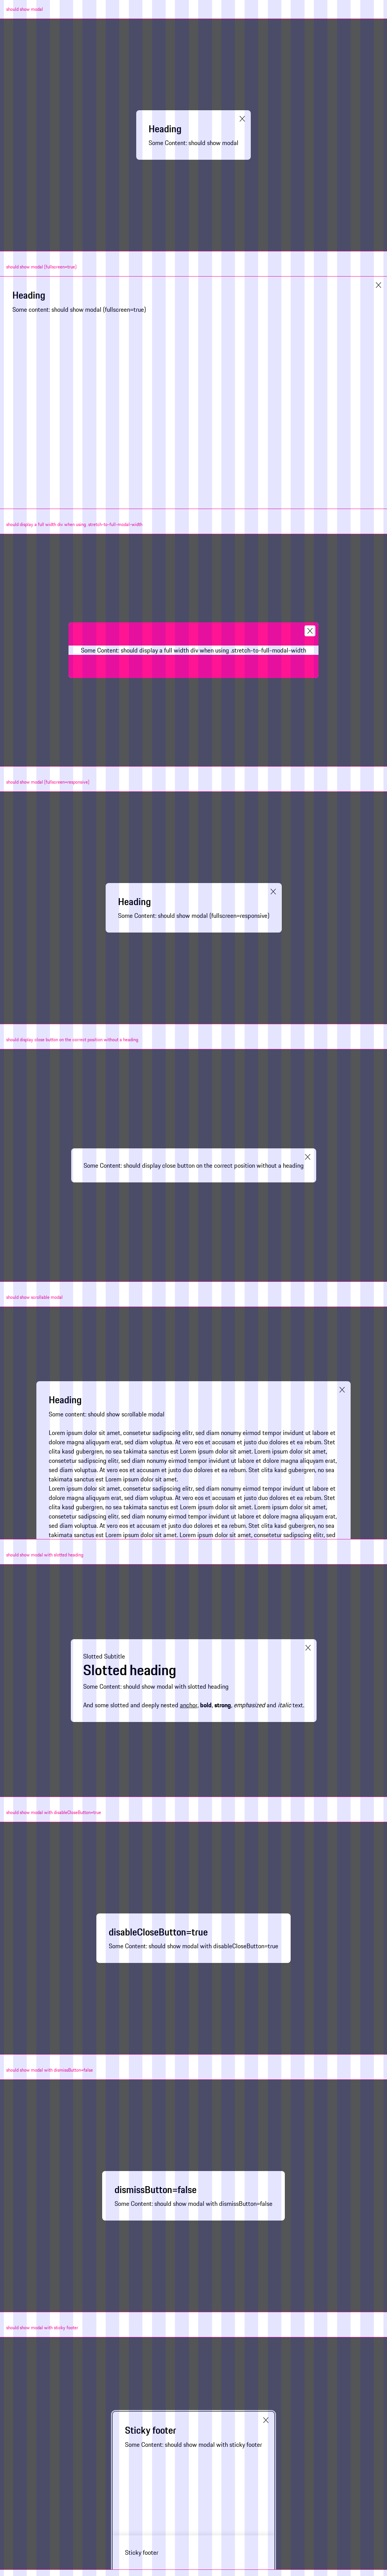 should show modal
Heading
Some Content: should show modal
should show modal (fullscreen=true)
Heading
Some content: should show modal (fullscreen=true)
should display a full width div when using .stretch-to-full-modal-width
Some Content: should display a full width div when using .stretch-to-full-modal-width
should show modal (fullscreen=responsive)
Heading
Some Content: should show modal (fullscreen=responsive)
should display close button on the correct position without a heading
Some Content: should display close button on the correct position without a heading
should show scrollable modal
Heading
Some content: should show scrollable modal
Lorem ipsum dolor sit amet, consetetur sadipscing elitr, sed diam nonumy eirmod tempor invidunt ut labore et
dolore magna aliquyam erat, sed diam voluptua. At vero eos et accusam et justo duo dolores et ea rebum. Stet
clita kasd gubergren, no sea takimata sanctus est Lorem ipsum dolor sit amet. Lorem ipsum dolor sit amet,
consetetur sadipscing elitr, sed diam nonumy eirmod tempor invidunt ut labore et dolore magna aliquyam erat,
sed diam voluptua. At vero eos et accusam et justo duo dolores et ea rebum. Stet clita kasd gubergren, no sea
takimata sanctus est Lorem ipsum dolor sit amet.
Lorem ipsum dolor sit amet, consetetur sadipscing elitr, sed diam nonumy eirmod tempor invidunt ut labore et
dolore magna aliquyam erat, sed diam voluptua. At vero eos et accusam et justo duo dolores et ea rebum. Stet
clita kasd gubergren, no sea takimata sanctus est Lorem ipsum dolor sit amet. Lorem ipsum dolor sit amet,
consetetur sadipscing elitr, sed diam nonumy eirmod tempor invidunt ut labore et dolore magna aliquyam erat,
sed diam voluptua. At vero eos et accusam et justo duo dolores et ea rebum. Stet clita kasd gubergren, no sea
takimata sanctus est Lorem ipsum dolor sit amet. Lorem ipsum dolor sit amet, consetetur sadipscing elitr, sed
should show modal with slotted heading
Slotted Subtitle
Slotted heading
Some Content: should show modal with slotted heading
And some slotted and deeply nested anchor, bold, strong, emphasized and italic text.
should show modal with disableCloseButton=true
disableCloseButton=true
Some Content: should show modal with disableCloseButton=true
should show modal with dismissButton=false
dismissButton=false
Some Content: should show modal with dismissButton=false
should show modal with sticky footer
Sticky footer
Some Content: should show modal with sticky footer
Sticky footer